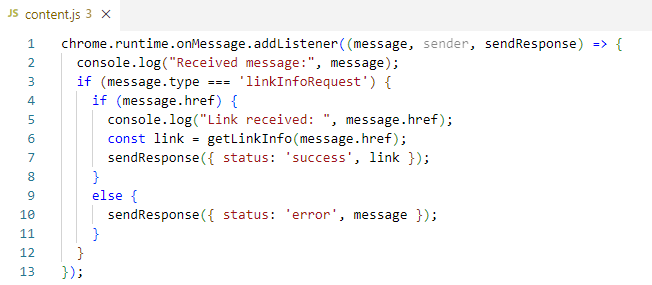 JS content.js 3 ×
1 chrome.runtime.onMessage.addListener((message, sender, sendResponse) => {
2   console.log("Received message:", message);
3   if (message.type === 'linkInfoRequest') {
4     if (message.href) {
5       console.log("Link received: ", message.href);
6       const link = getLinkInfo(message.href);
7       sendResponse({ status: 'success', link });
8     }
9     else {
10       sendResponse({ status: 'error', message });
11     }
12   }
13 });